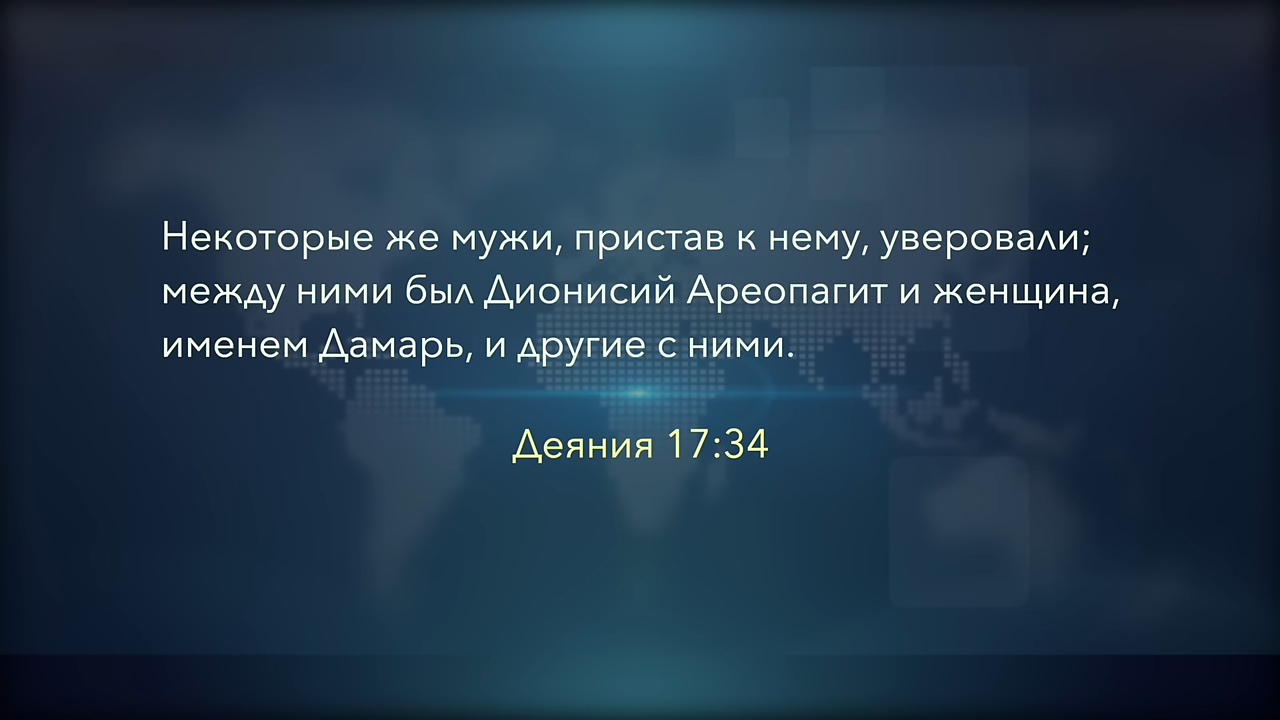 Некоторые же мужи, пристав к нему, уверовали;
между ними был Дионисий Ареопагит и женщина,
именем Дамарь, и другие с ними.
Деяния 17:34